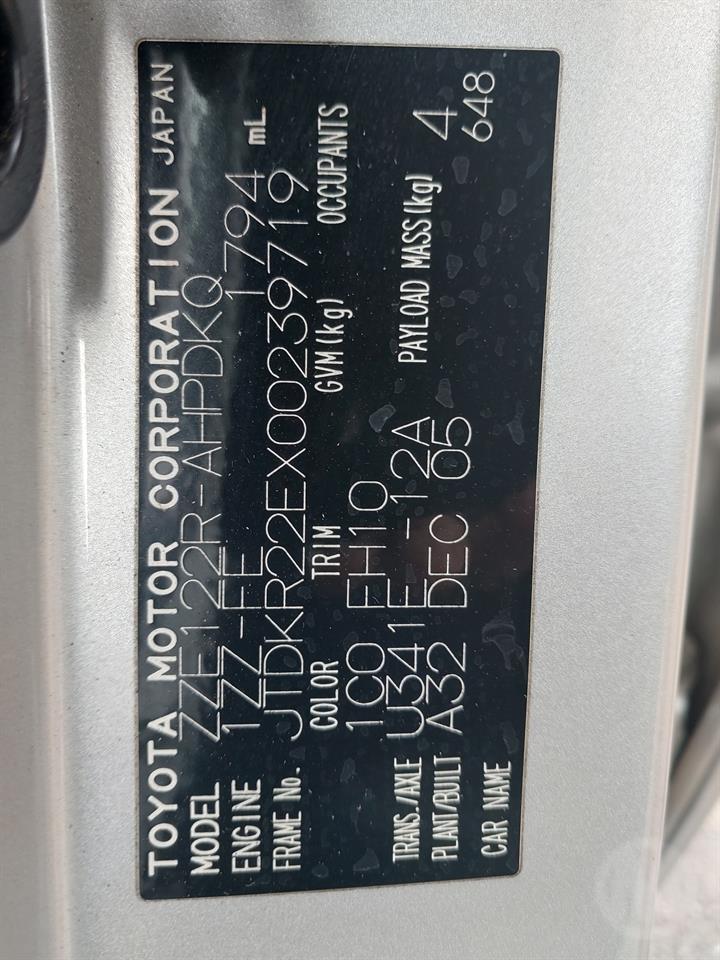 TOYOTA MOTOR CORPORATION JAPAN
MODEL ZZE122R-AHPDKQ
ENGINE 1ZZ-FE 1794 mL
FRAME No. JTDKR22EX00239719
COLOR TRIM GVM(kg) OCCUPANTS
1C0 EH10
TRANS./AXLE U341E -12A PAYLOAD MASS(kg) 4
PLANT/BUILT A32 DEC 05 648
CAR NAME